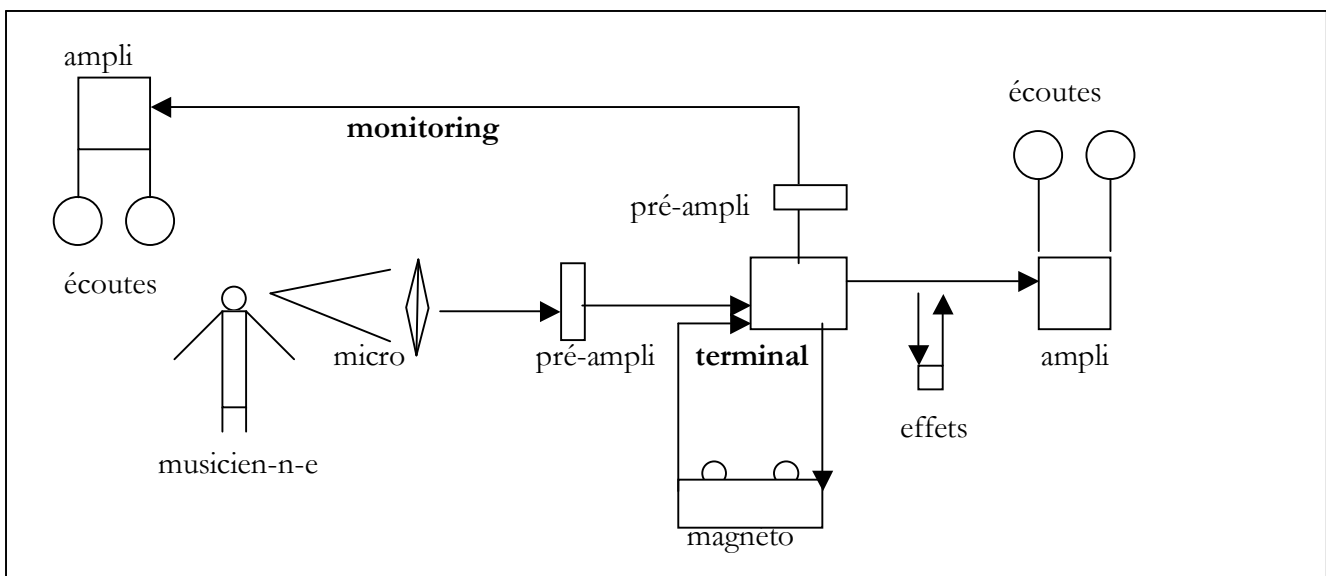 ampli
écoutes
monitoring
pré-ampli
écoutes
micro
pré-ampli
terminal
ampli
effets
musicien-n-e
magneto